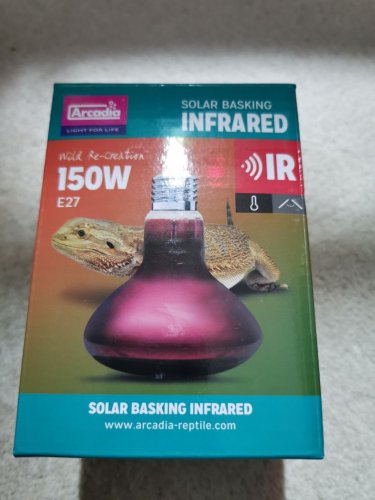 Arcadia
LIGHT FOR LIFE
SOLAR BASKING
INFRARED
Wild Re-Creation
150W
E27
IR
SOLAR BASKING INFRARED
www.arcadia-reptile.com